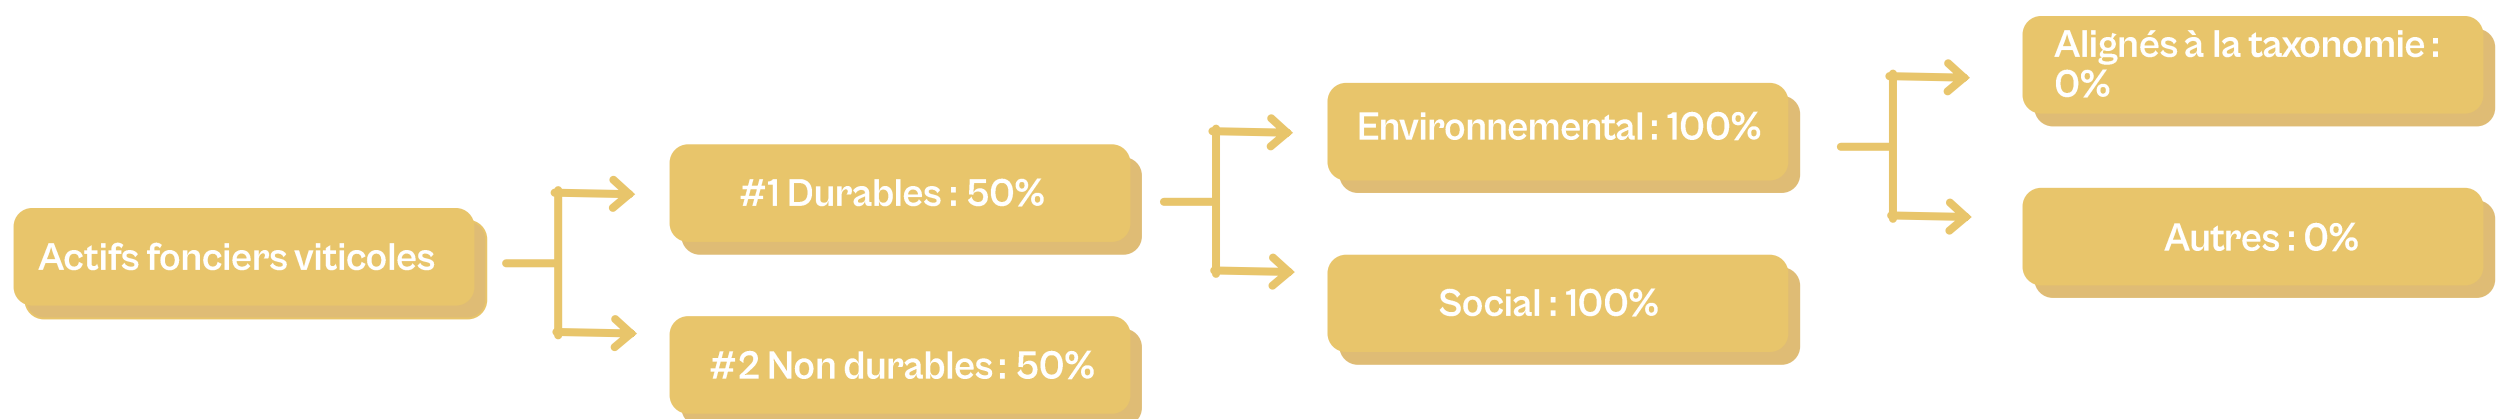 Actifs fonciers viticoles
#1 Durables : 50%
#2 Non durables : 50%
Environnemental : 100%
Social : 100%
Alignés à la taxonomie :
0%
Autres : 0%